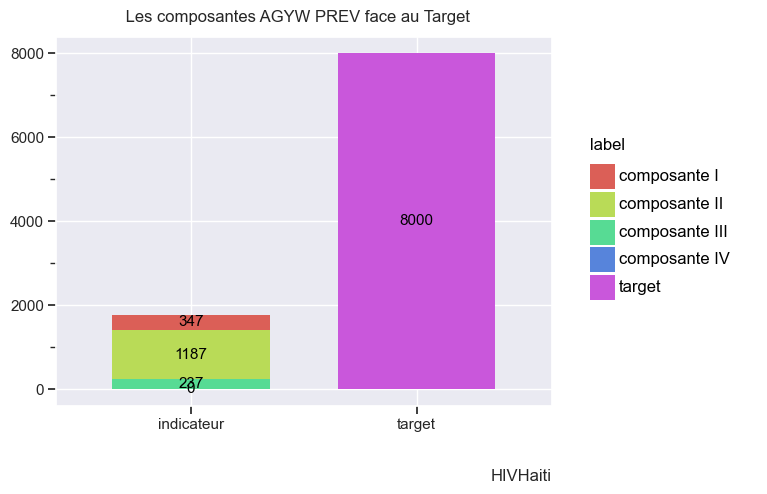 Les composantes AGYW PREV face au Target
8000
6000
4000
2000
0
347
1187
237
0
8000
indicateur
target
label
composante I
composante II
composante III
composante IV
target
HIVHaiti